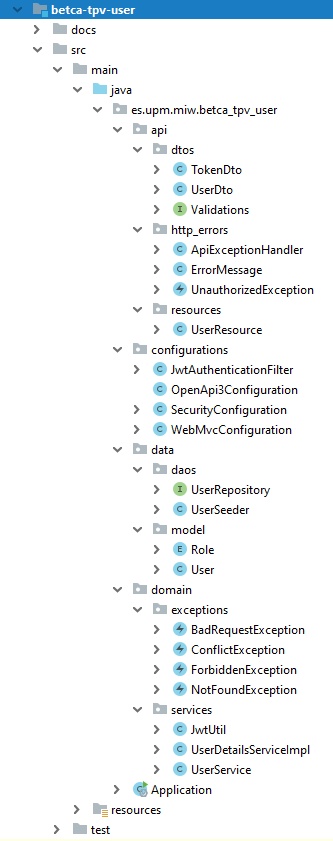 betca-tpv-user
docs
src
main
java
es.upm.miw.betca_tpv_user
api
dtos
TokenDto
UserDto
Validations
http_errors
ApiExceptionHandler
ErrorMessage
UnauthorizedException
resources
UserResource
configurations
JwtAuthenticationFilter
OpenApi3Configuration
SecurityConfiguration
WebMvcConfiguration
data
daos
UserRepository
UserSeeder
model
Role
User
domain
exceptions
BadRequestException
ConflictException
ForbiddenException
NotFoundException
services
JwtUtil
UserDetailsServiceImpl
UserService
Application
resources
test